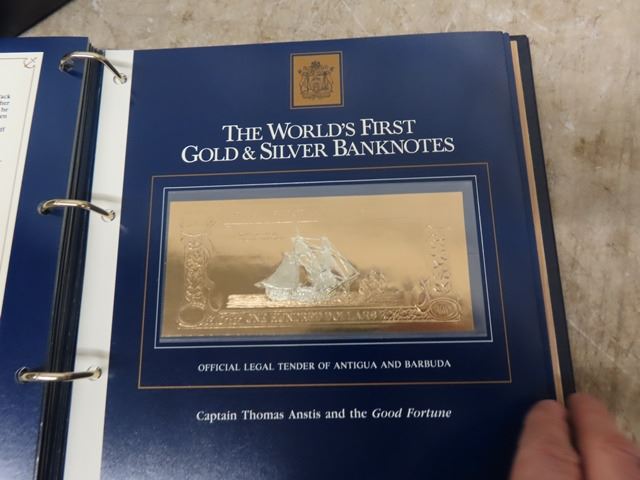 THE WORLD'S FIRST
GOLD & SILVER BANKNOTES
ONE HUNDRED DOLLARS
OFFICIAL LEGAL TENDER OF ANTIGUA AND BARBUDA
Captain Thomas Anstis and the Good Fortune